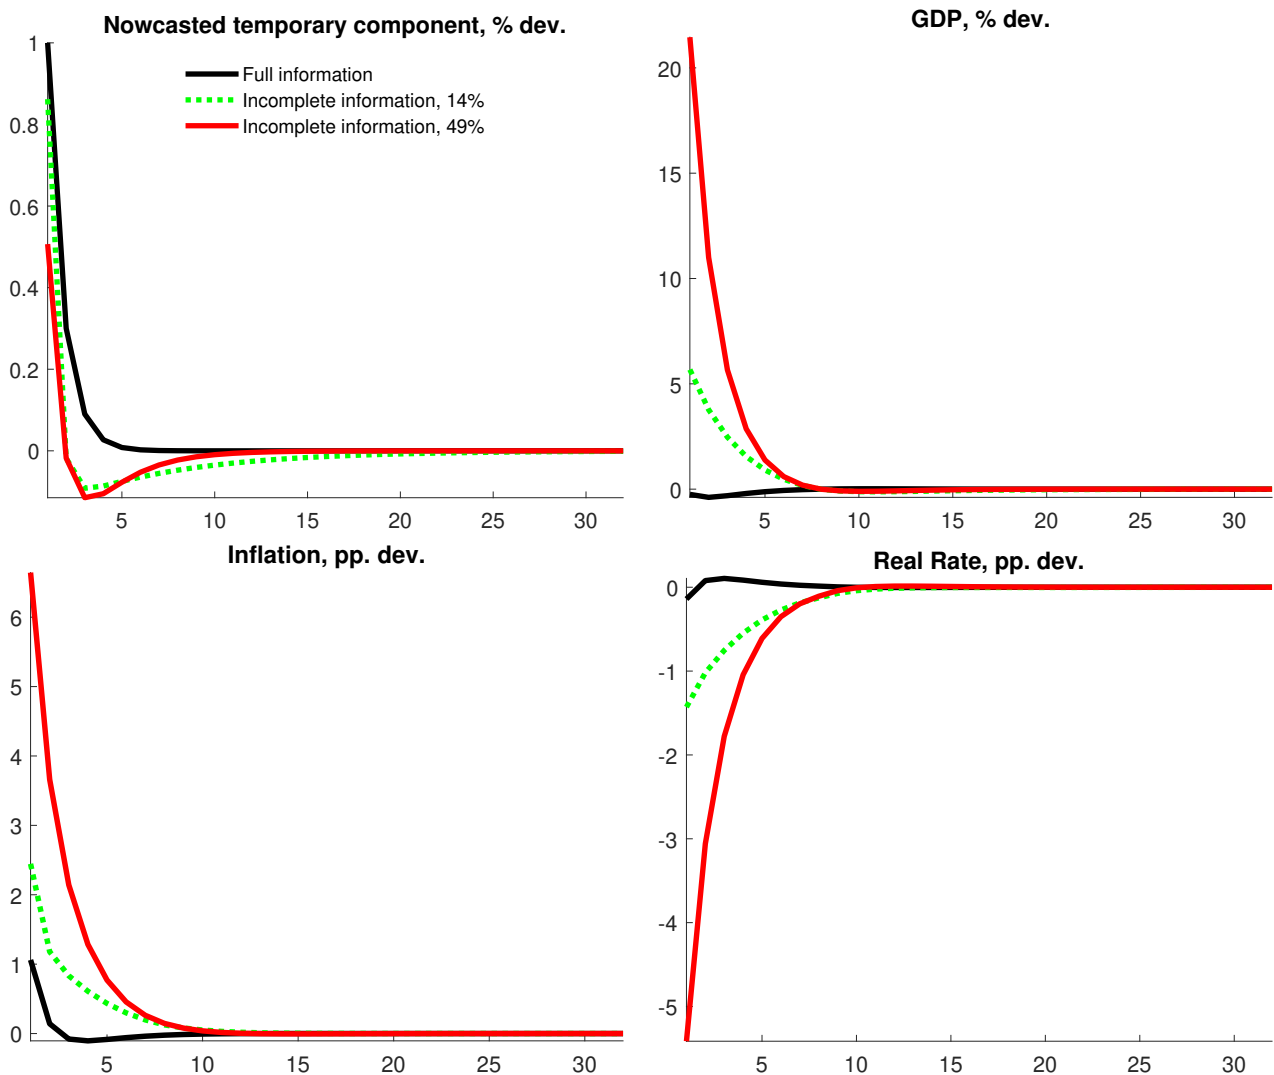 Nowcasted temporary component, % dev.
1
0.8
0.6
0.4
0.2
0
5 10 15 20 25 30
Full information
Incomplete information, 14%
Incomplete information, 49%
GDP, % dev.
20
15
10
5
0
5 10 15 20 25 30
Inflation, pp. dev.
6
5
4
3
2
1
0
5 10 15 20 25 30
Real Rate, pp. dev.
0
-1
-2
-3
-4
-5
5 10 15 20 25 30